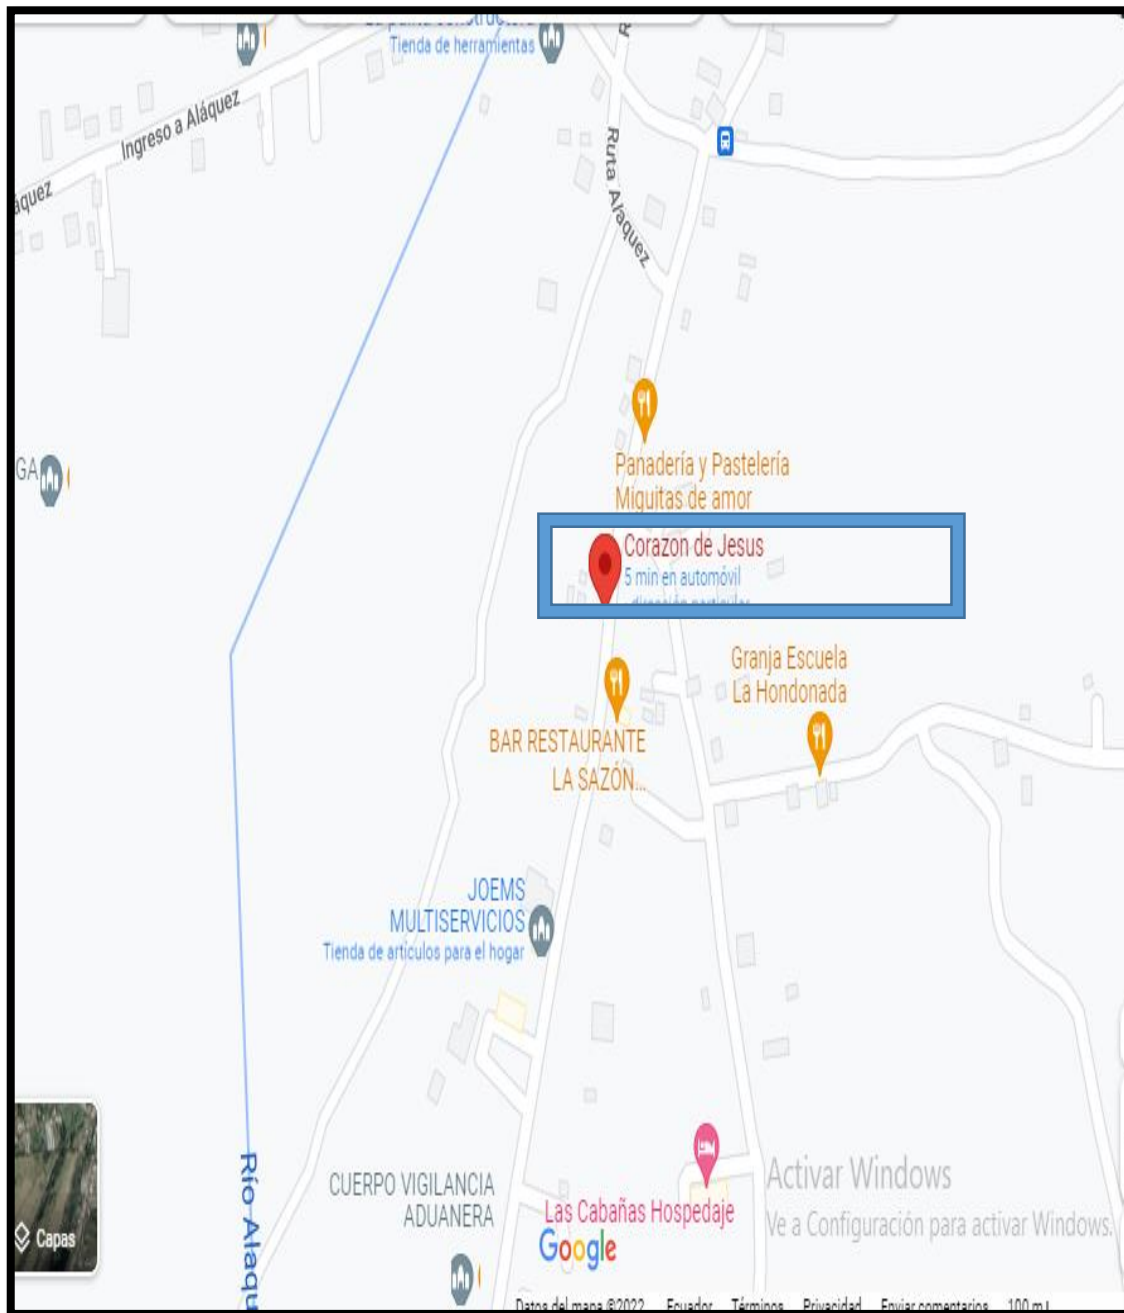 Tienda de herramientas
Ingreso a Aláquez
áquez
Ruta Alaquez
GA
Panadería y Pastelería
Miguitas de amor
Corazon de Jesus
5 min en automóvil
Granja Escuela
La Hondonada
BAR RESTAURANTE
LA SAZÓN...
JOEMS
MULTISERVICIOS
Tienda de artículos para el hogar
CUERPO VIGILANCIA
ADUANERA
Río Alaqu
Las Cabañas Hospedaje
Activar Windows
Ve a Configuración para activar Windows.
Capas
Google
Datos del mapa ©2022 Ecuador Términos Privacidad Enviar comentarios 100 m